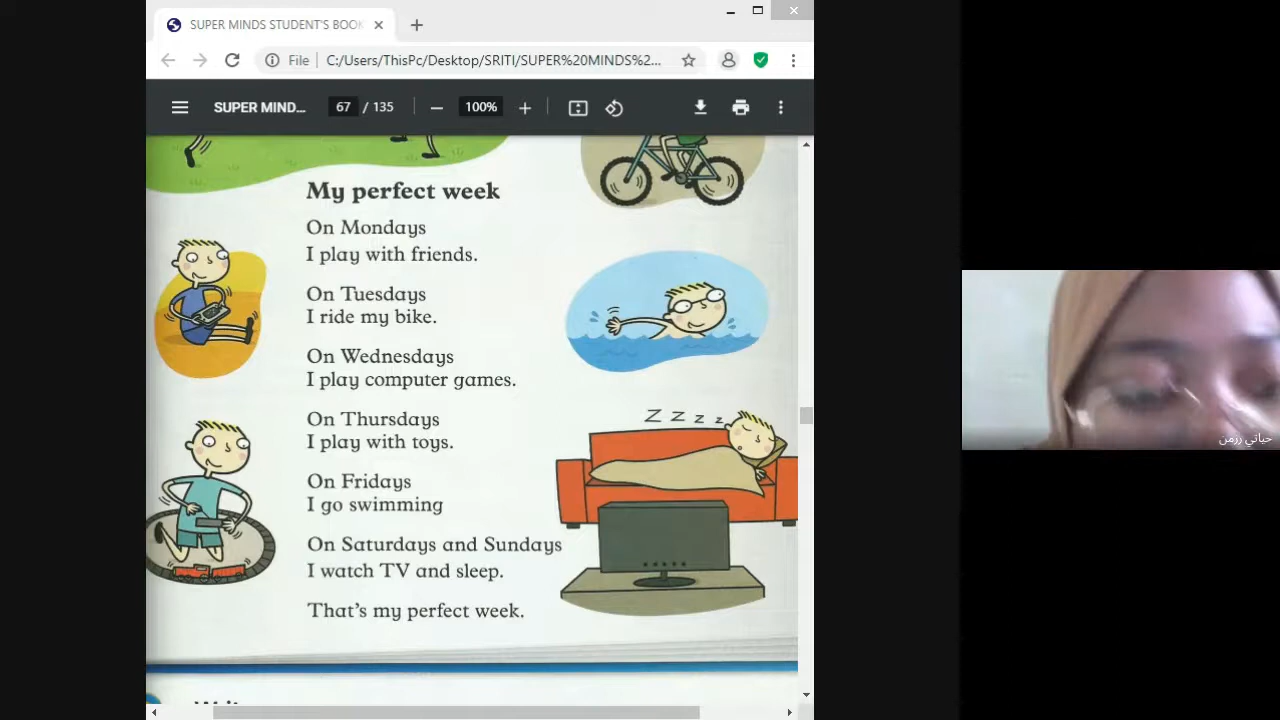 SUPER MINDS STUDENT'S BOOK
File
C:/Users/ThisPc/Desktop/SRITI/SUPER%20MINDS%2...
SUPER MIND...
67 / 135
100%
My perfect week
On Mondays
I play with friends.
On Tuesdays
I ride my bike.
On Wednesdays
I play computer games.
On Thursdays
I play with toys.
On Fridays
I go swimming
On Saturdays and Sundays
I watch TV and sleep.
That's my perfect week.
Z Z Z z
حياتي رزمن